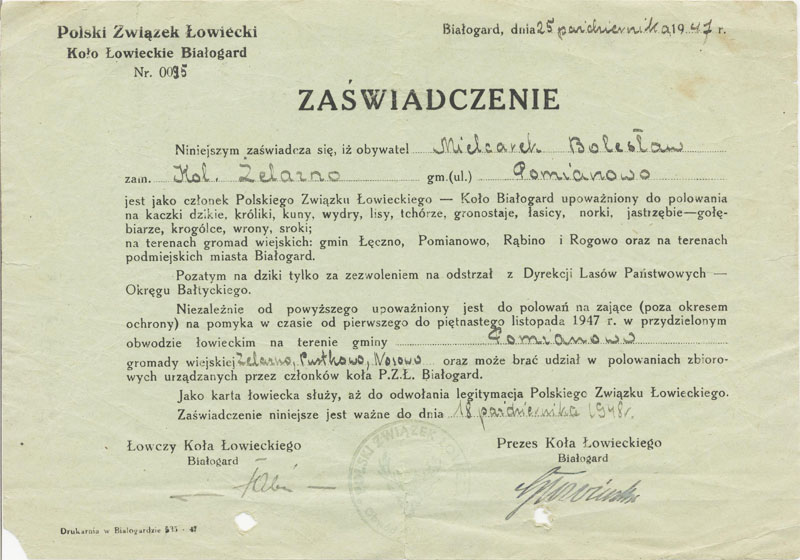 Polski Związek Łowiecki
Koło Łowieckie Białogard
Nr. 0095
Białogard, dnia 25 października 1947 r.
ZAŚWIADCZENIE
Niniejszym zaświadcza się, iż obywatel Mielcarek Bolesław
zam. Kol. Żelazno gm.(ul.) Pomianowo
jest jako członek Polskiego Związku Łowieckiego — Koło Białogard upoważniony do polowania
na kaczki dzikie, króliki, kuny, wydry, lisy, tchórze, gronostaje, łasicy, norki, jastrzębie—gołę-
biarze, krogólce, wrony, sroki;
na terenach gromad wiejskich: gmin Łęczno, Pomianowo, Rąbino i Rogowo oraz na terenach
podmiejskich miasta Białogard.
Pozatym na dziki tylko za zezwoleniem na odstrzał z Dyrekcji Lasów Państwowych —
Okręgu Bałtyckiego.
Niezależnie od powyższego upoważniony jest do polowań na zające (poza okresem
ochrony) na pomyka w czasie od pierwszego do piętnastego listopada 1947 r. w przydzielonym
obwodzie łowieckim na terenie gminy Pomianowo
gromady wiejskiej Żelazno, Pustkowo, Nosowo oraz może brać udział w polowaniach zbioro-
wych urządzanych przez członków koła P.Z.Ł. Białogard.
Jako karta łowiecka służy, aż do odwołania legitymacja Polskiego Związku Łowieckiego.
Zaświadczenie niniejsze jest ważne do dnia 18 października 1948r.
Łowczy Koła Łowieckiego
Białogard
Prezes Koła Łowieckiego
Białogard
POLSKI ZWIĄZEK
Drukarnia w Białogardzie 535 - 47